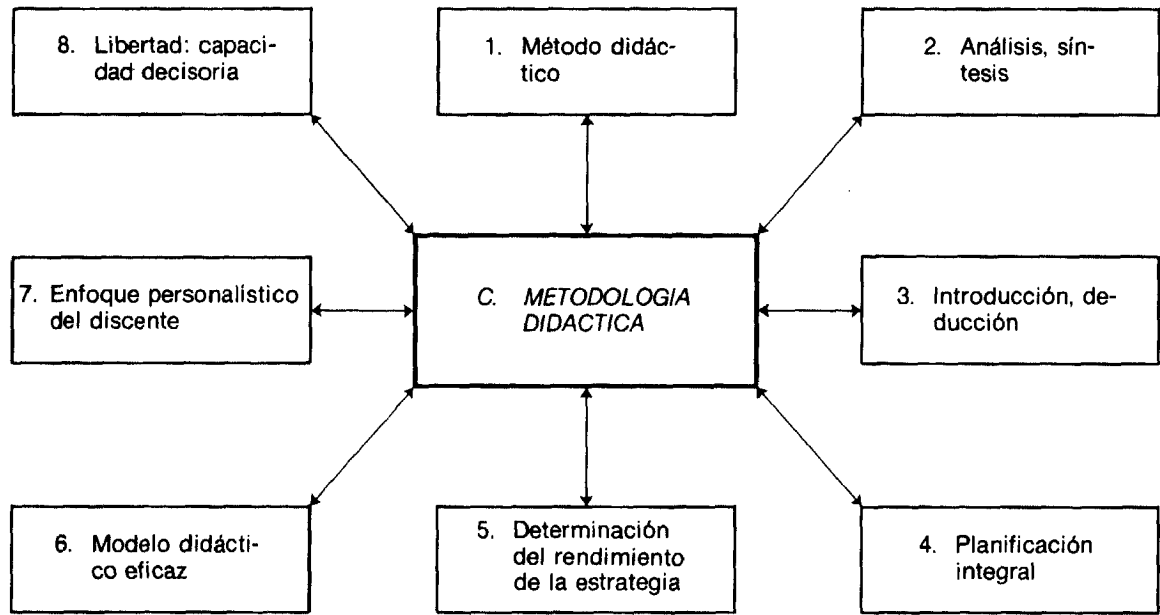 8. Libertad: capaci-
dad decisoria
1. Método didác-
tico
2. Análisis, sín-
tesis
7. Enfoque personalístico
del discente
C. METODOLOGIA
DIDACTICA
3. Introducción, de-
ducción
6. Modelo didácti-
co eficaz
5. Determinación
del rendimiento
de la estrategia
4. Planificación
integral